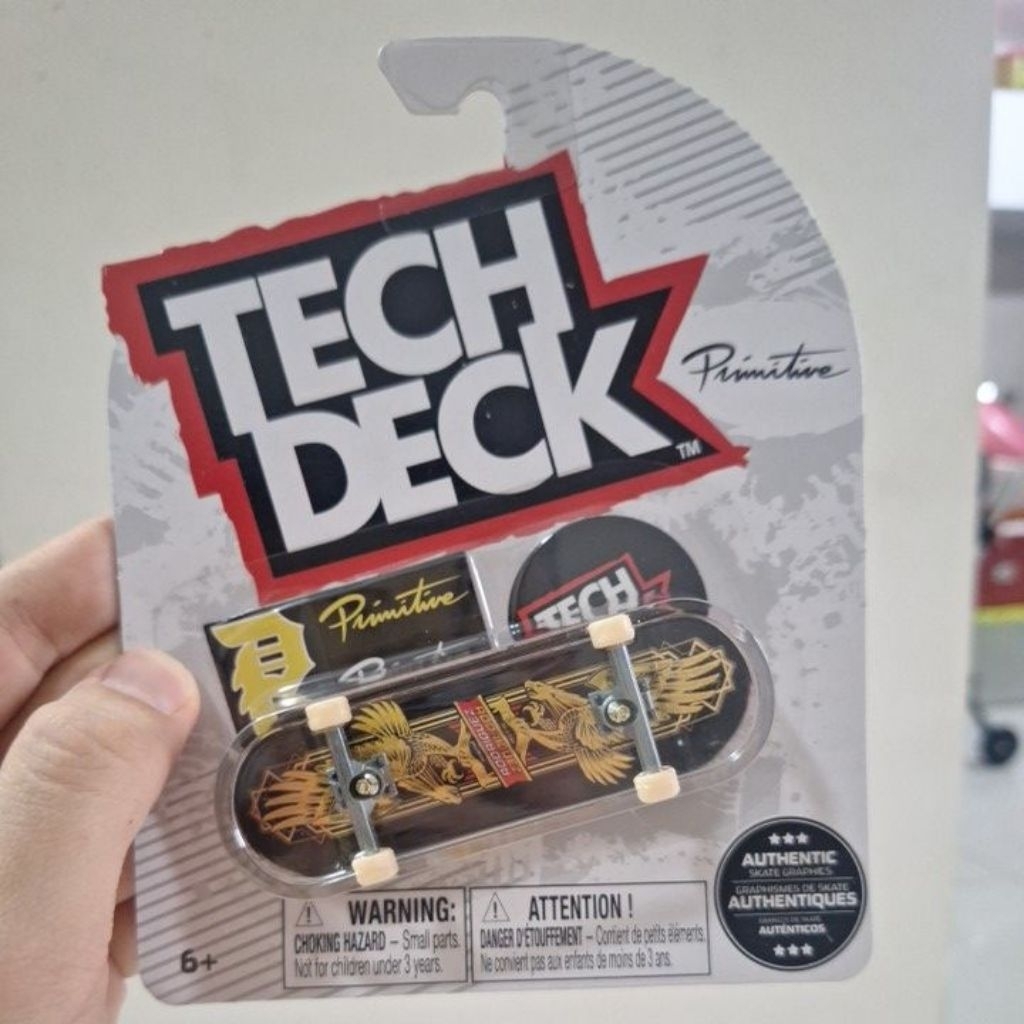 TECH
DECK
TM
Primitive
Primitive
P
TECH
RODRIGUEZ
AUTHENTIC
SKATE GRAPHICS
GRAPHISMES DE SKATE
AUTHENTIQUES
AUTÉNTICOS
WARNING:
CHOKING HAZARD – Small parts.
Not for children under 3 years.
ATTENTION !
DANGER D'ÉTOUFFEMENT – Contient de petits éléments.
Ne convient pas aux enfants de moins de 3 ans.
6+